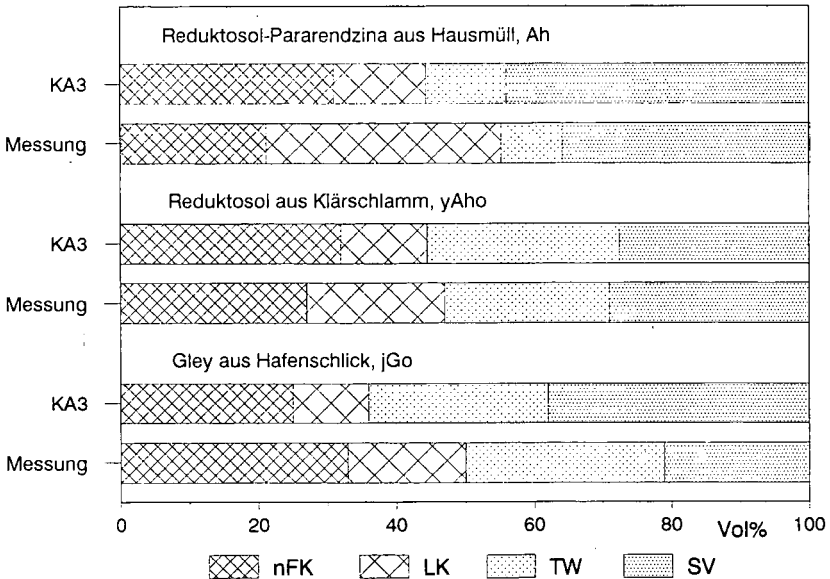 Reduktosol-Pararendzina aus Hausmüll, Ah
KA3
Messung
Reduktosol aus Klärschlamm, yAho
KA3
Messung
Gley aus Hafenschlick, jGo
KA3
Messung
0 20 40 60 Vol% 80 100
nFK LK TW SV